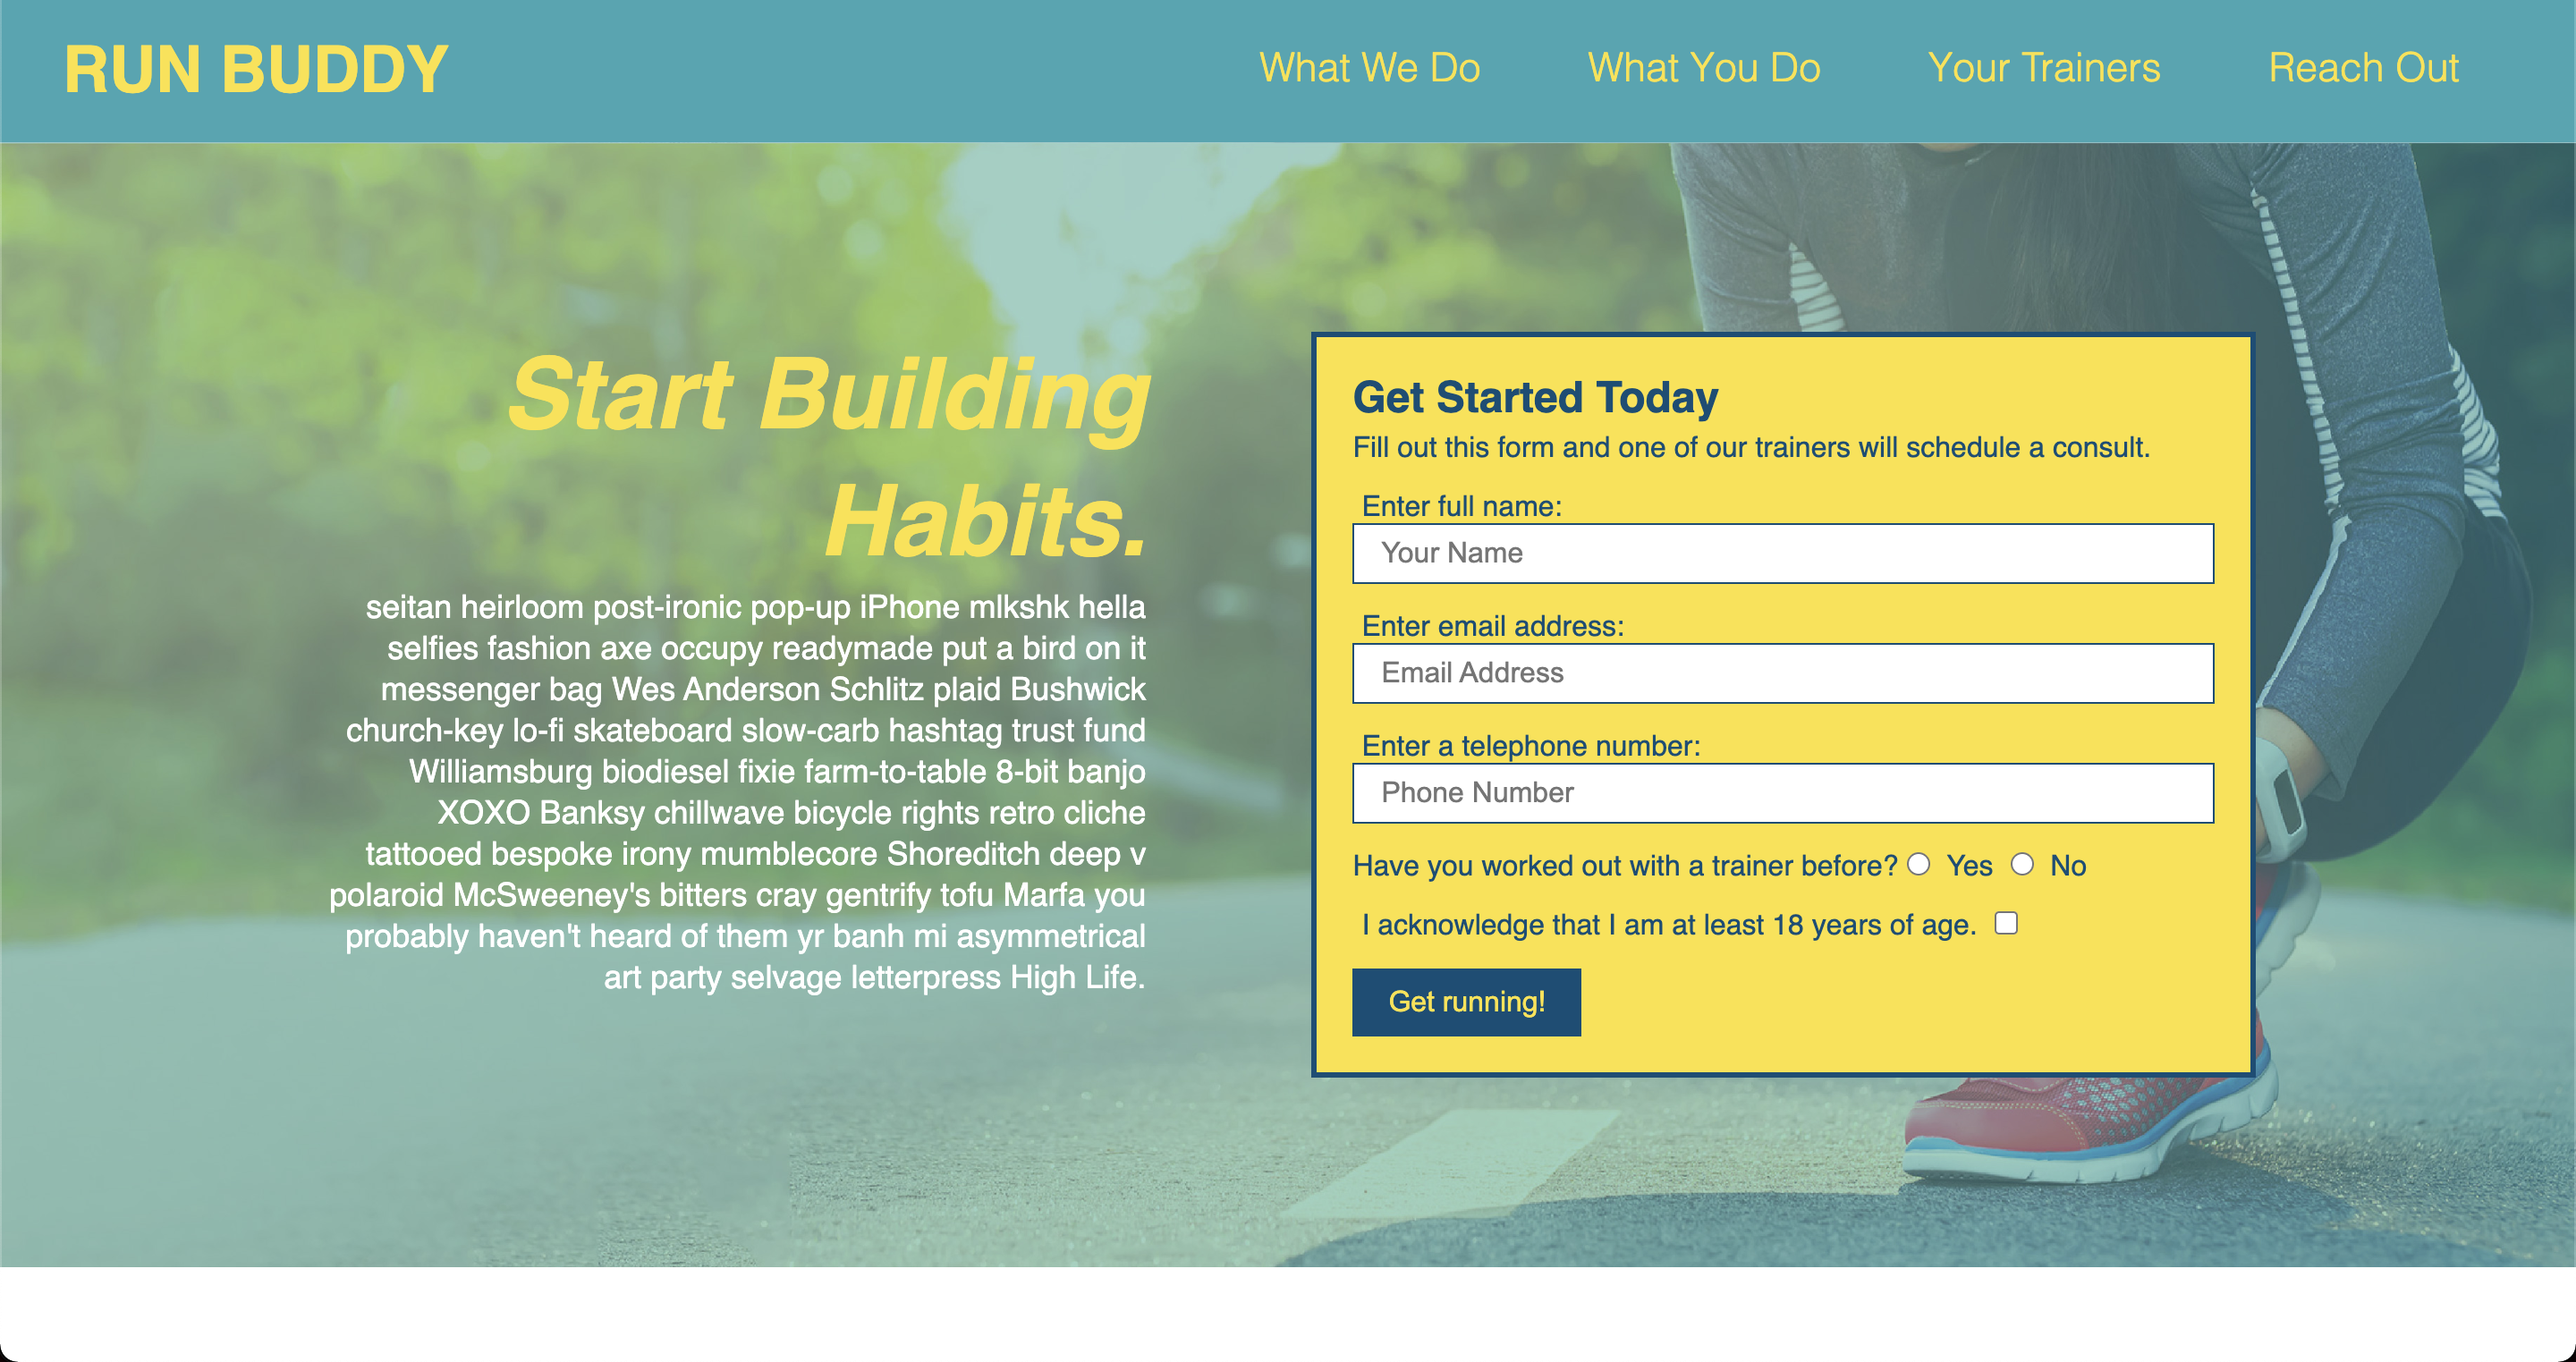 RUN BUDDY
What We Do
What You Do
Your Trainers
Reach Out
Start Building
Habits.
seitan heirloom post-ironic pop-up iPhone mlkshk hella
selfies fashion axe occupy readymade put a bird on it
messenger bag Wes Anderson Schlitz plaid Bushwick
church-key lo-fi skateboard slow-carb hashtag trust fund
Williamsburg biodiesel fixie farm-to-table 8-bit banjo
XOXO Banksy chillwave bicycle rights retro cliche
tattooed bespoke irony mumblecore Shoreditch deep v
polaroid McSweeney's bitters cray gentrify tofu Marfa you
probably haven't heard of them yr banh mi asymmetrical
art party selvage letterpress High Life.
Get Started Today
Fill out this form and one of our trainers will schedule a consult.
Enter full name:
Your Name
Enter email address:
Email Address
Enter a telephone number:
Phone Number
Have you worked out with a trainer before? Yes No
I acknowledge that I am at least 18 years of age.
Get running!